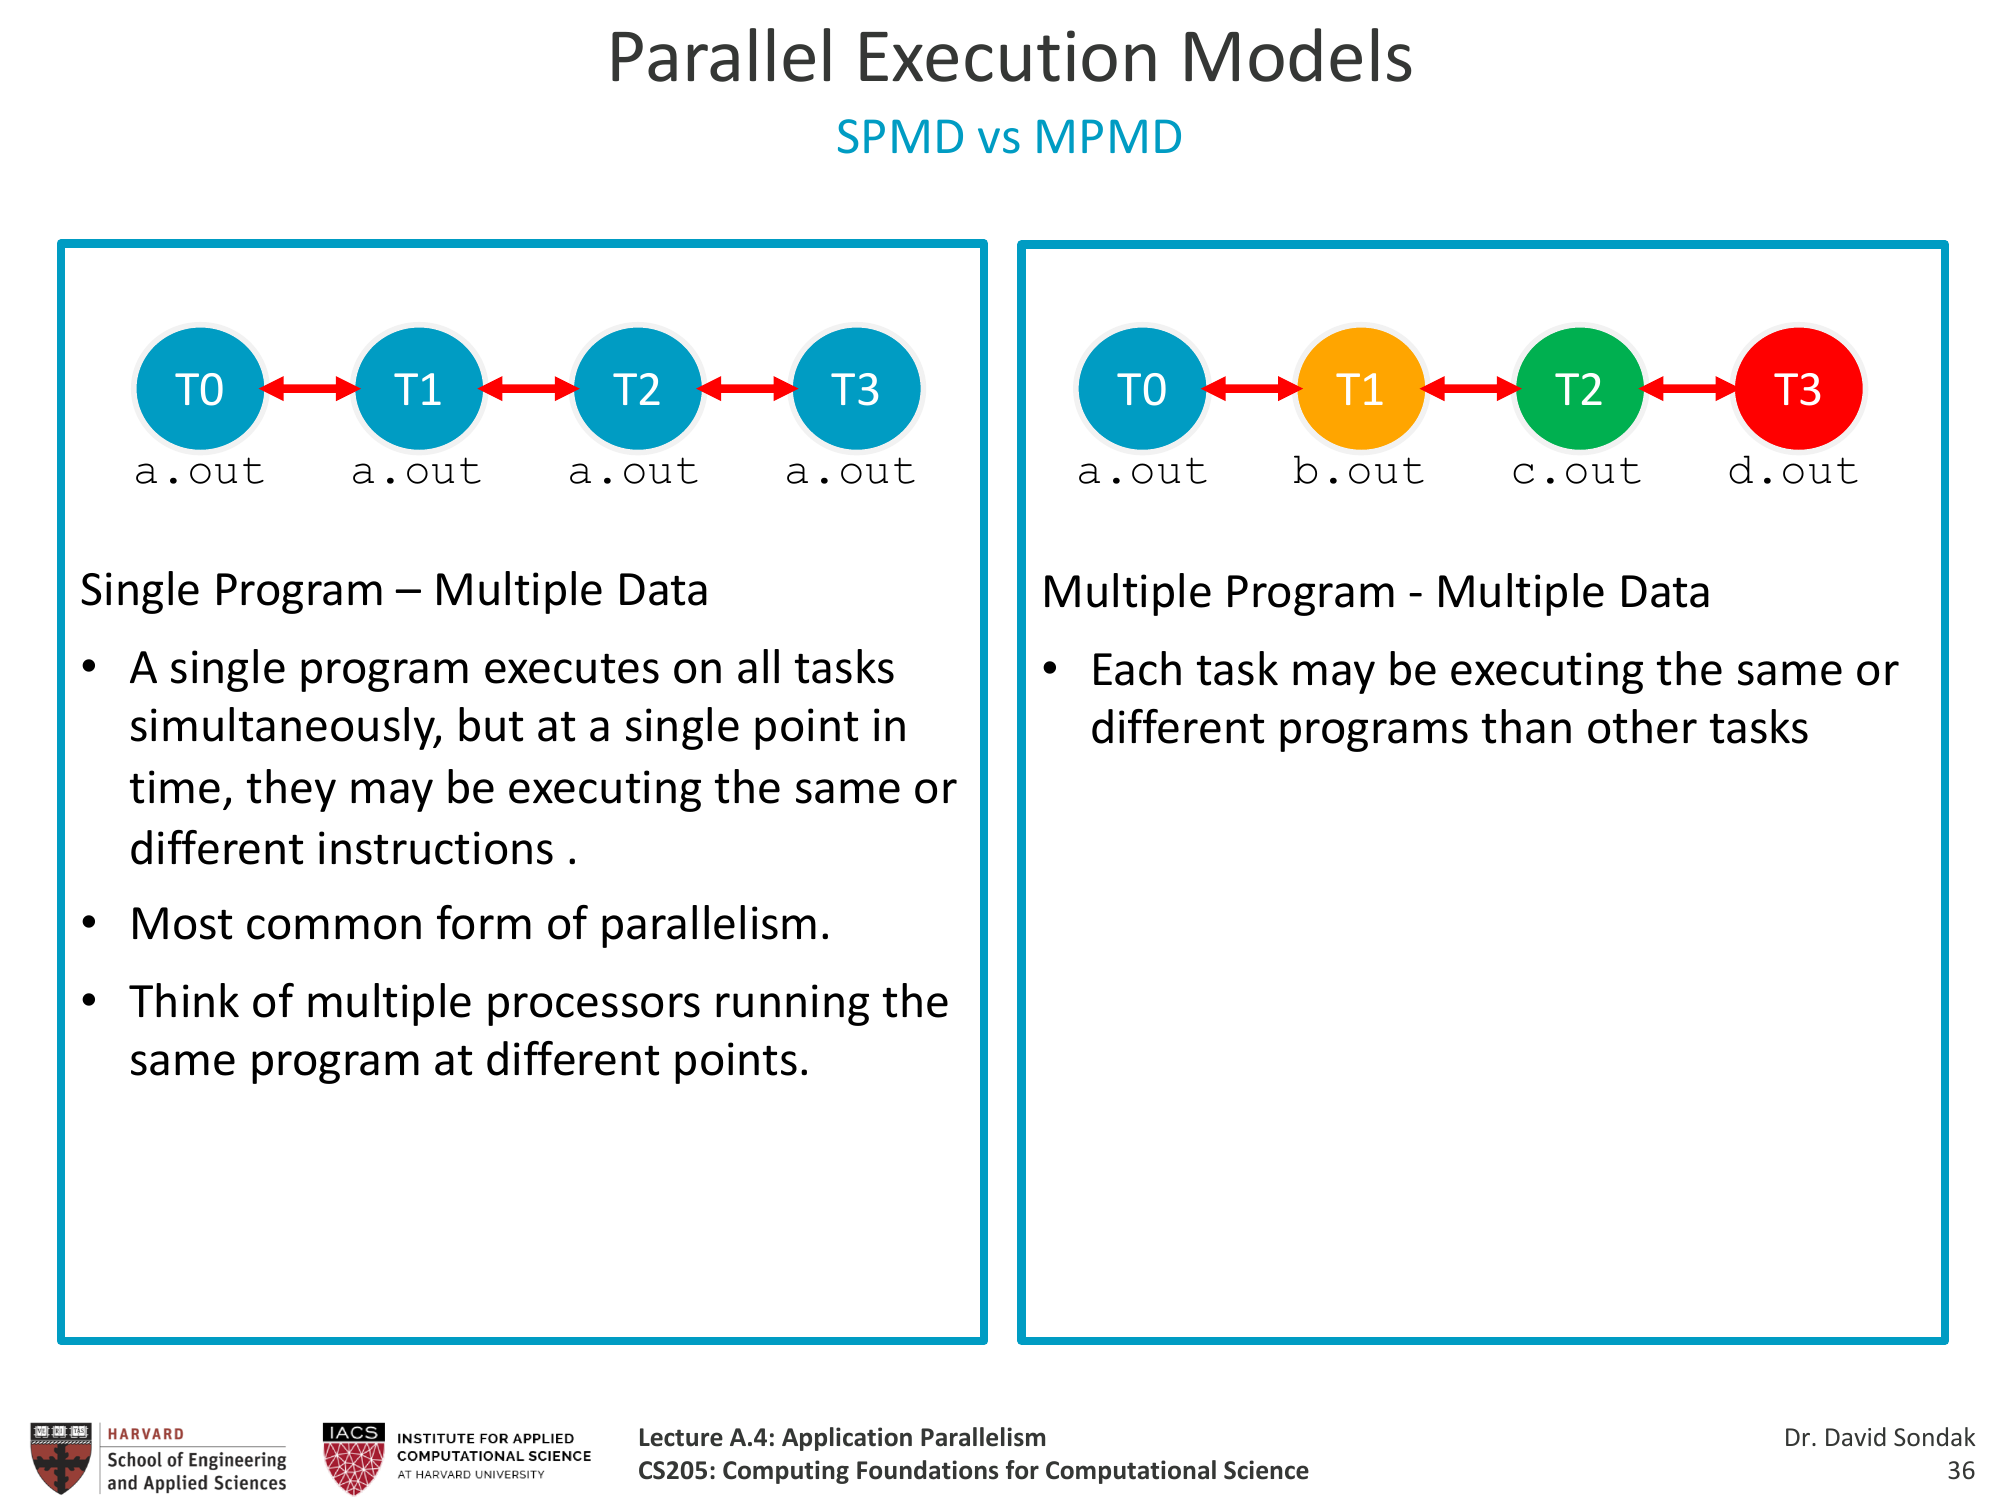 Parallel Execution Models
SPMD vs MPMD
T0 T1 T2 T3
a.out a.out a.out a.out
Single Program – Multiple Data
• A single program executes on all tasks
simultaneously, but at a single point in
time, they may be executing the same or
different instructions .
• Most common form of parallelism.
• Think of multiple processors running the
same program at different points.
T0 T1 T2 T3
a.out b.out c.out d.out
Multiple Program - Multiple Data
• Each task may be executing the same or
different programs than other tasks
HARVARD
School of Engineering
and Applied Sciences
IACS
INSTITUTE FOR APPLIED
COMPUTATIONAL SCIENCE
AT HARVARD UNIVERSITY
Lecture A.4: Application Parallelism
CS205: Computing Foundations for Computational Science
Dr. David Sondak
36